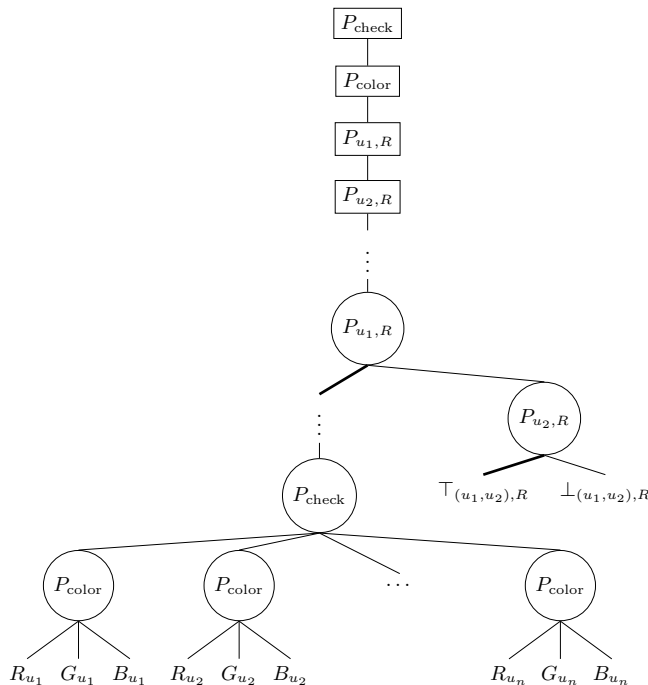 P_check
P_color
P_{u_1,R}
P_{u_2,R}
⋮
P_{u_1,R}
⋮
P_{u_2,R}
⊤_{(u_1,u_2),R} ⊥_{(u_1,u_2),R}
P_check
P_color P_color ⋯ P_color
R_{u_1} G_{u_1} B_{u_1} R_{u_2} G_{u_2} B_{u_2} R_{u_n} G_{u_n} B_{u_n}